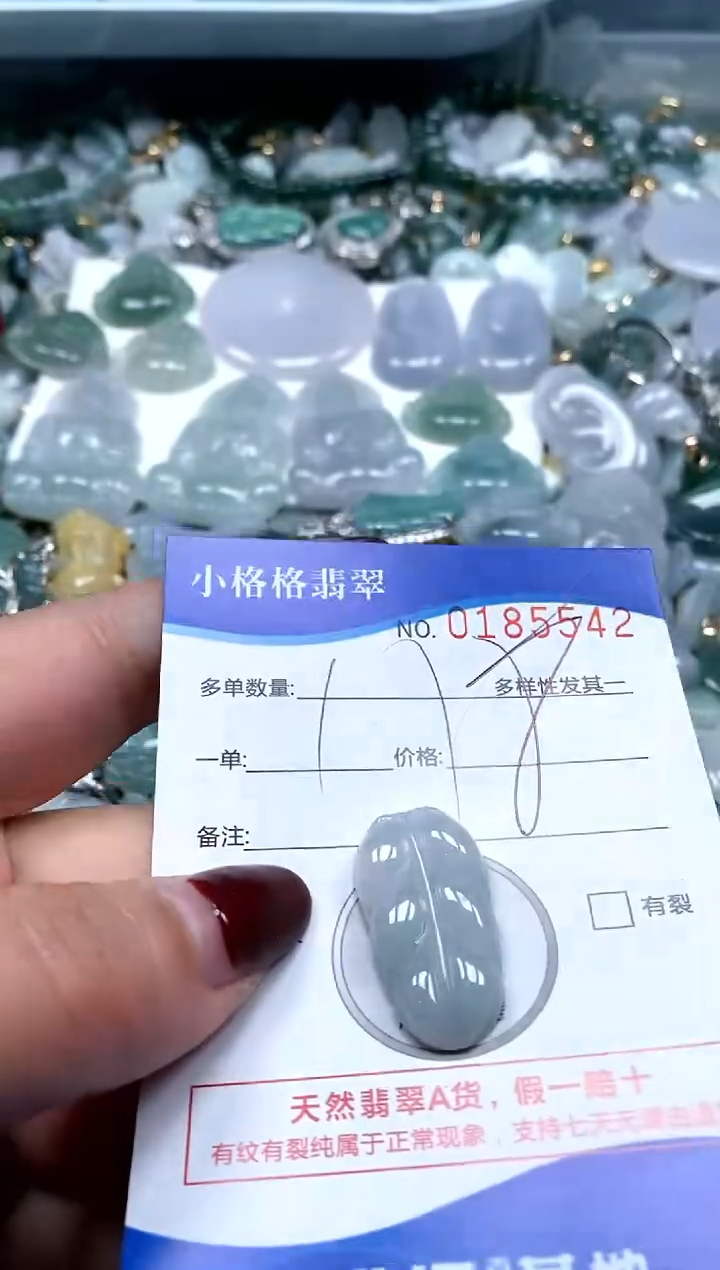 小格格翡翠
NO. 0185542
多单数量: 多样性发其一
一单: 价格:
备注:
有裂
天然翡翠A货，假一赔十
有纹有裂纯属于正常现象，支持七天无理由